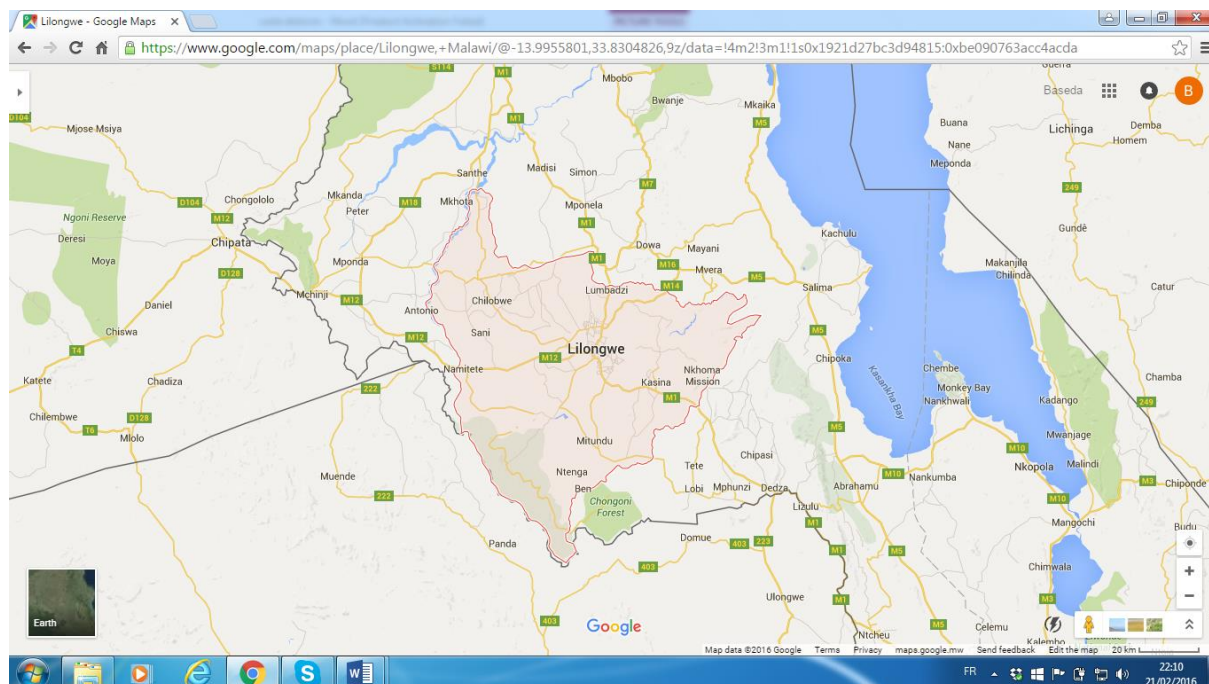 Lilongwe - Google Maps
https://www.google.com/maps/place/Lilongwe,+Malawi/@-13.9955801,33.8304826,9z/data=!4m2!3m1!1s0x1921d27bc3d94815:0xbe090763acc4acda
S114
M1
Mbobo
Baseda
B
Bwanje
Mkaika
D104
Mjose Msiya
M1
M5
Buana
Lichinga
Demba
Homem
Nane
Meponda
Madisi
Simon
Santhe
M7
249
Ngoni Reserve
D104
Chongololo
Mkanda
Peter
M18
Mkhota
Mponela
M12
M1
Gundê
Deresi
Chipata
Kachulu
Moya
Dowa
Mayani
Mponda
M1
M16
Mvera
Makanjila
Chilinda
D128
M14
M5
Salima
Catur
Mchinji
M12
Lumbadzi
Chilobwe
Daniel
Antonio
Chiswa
Sani
M5
M12
T4
Lilongwe
Chipoka
M12
Namitete
Nkhoma
Mission
Kasankha Bay
Chembe
Katete
Chadiza
222
Kasina
M1
Monkey Bay
Nankhwali
Chamba
Kadango
249
Chilembwe
D128
T6
Mlolo
M5
Mitundu
Mwanjage
M10
Chipasi
Muende
Ntenga
Tete
M10
Nankumba
Nkopola
Malindi
222
Ben
Lobi
Mphunzi
Dedza
Abrahamu
M3
Chiponde
Chongoni
Forest
Lizulu
M10
M1
Mangochi
Budu
Panda
Domue
403
223
M1
M5
403
Chimwala
Earth
Ulongwe
M1
M3
403
Google
M5
Celemu
Ntcheu
Kalembo
Map data ©2016 Google
Terms
Privacy
maps.google.mw
Send feedback
Edit the map
20 km
FR
22:10
21/02/2016